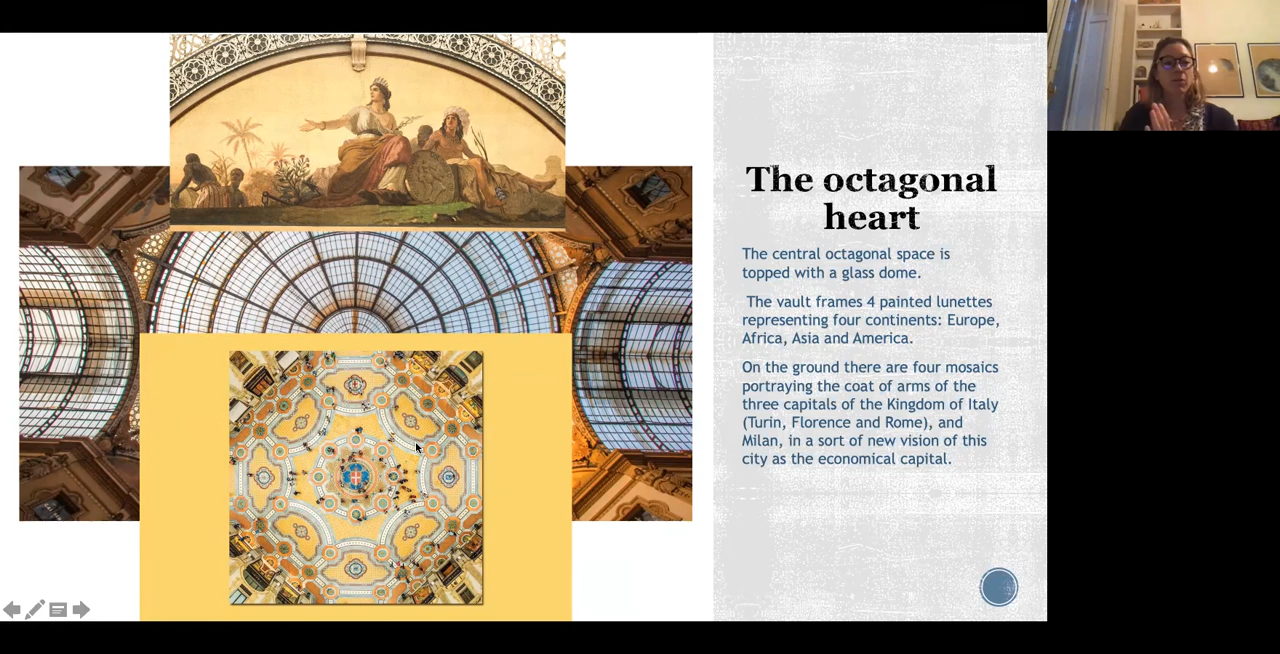 The octagonal
heart
The central octagonal space is
topped with a glass dome.
The vault frames 4 painted lunettes
representing four continents: Europe,
Africa, Asia and America.
On the ground there are four mosaics
portraying the coat of arms of the
three capitals of the Kingdom of Italy
(Turin, Florence and Rome), and
Milan, in a sort of new vision of this
city as the economical capital.